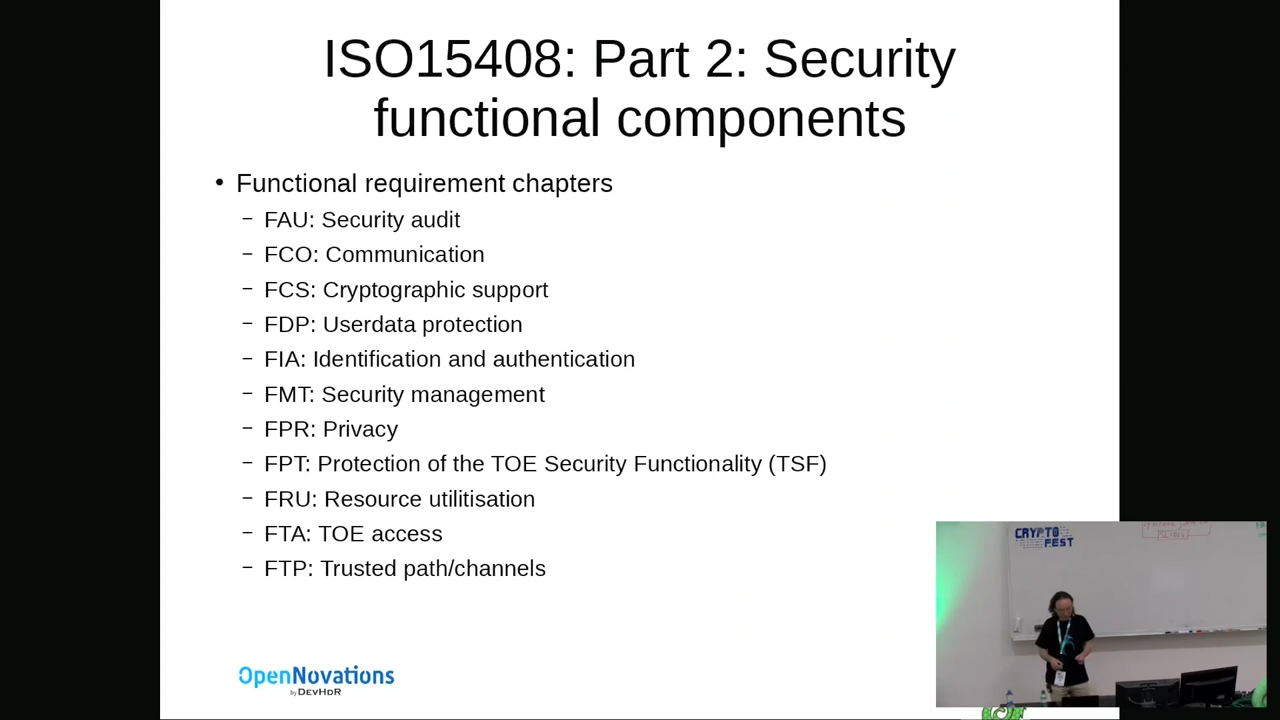 ISO15408: Part 2: Security
functional components
• Functional requirement chapters
– FAU: Security audit
– FCO: Communication
– FCS: Cryptographic support
– FDP: Userdata protection
– FIA: Identification and authentication
– FMT: Security management
– FPR: Privacy
– FPT: Protection of the TOE Security Functionality (TSF)
– FRU: Resource utilitisation
– FTA: TOE access
– FTP: Trusted path/channels
CRYPTO
FEST
OpenNovations
by DEVHDR